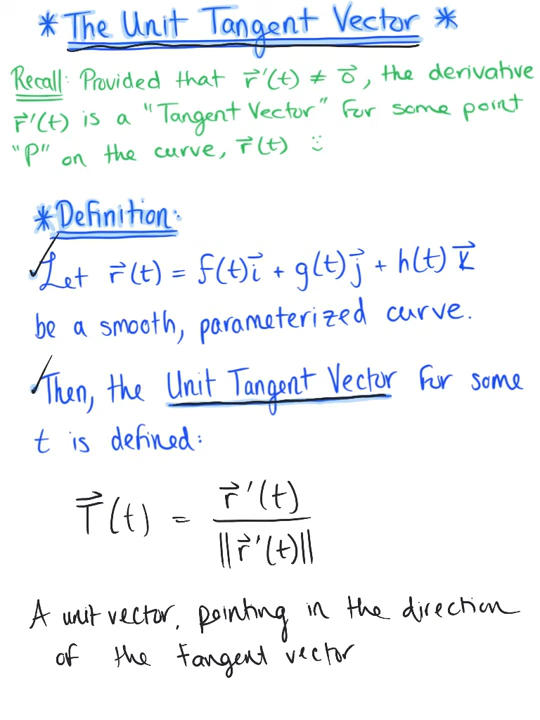 * The Unit Tangent Vector *
Recall: Provided that r⃗'(t) ≠ 0⃗, the derivative
r⃗'(t) is a "Tangent Vector" for some point
"P" on the curve, r⃗(t) :)
*Definition:
Let r⃗(t) = f(t)i⃗ + g(t)j⃗ + h(t)k⃗
be a smooth, parameterized curve.
Then, the Unit Tangent Vector for some
t is defined:
T⃗(t) = r⃗'(t) / ||r⃗'(t)||
A unit vector, pointing in the direction
of the tangent vector